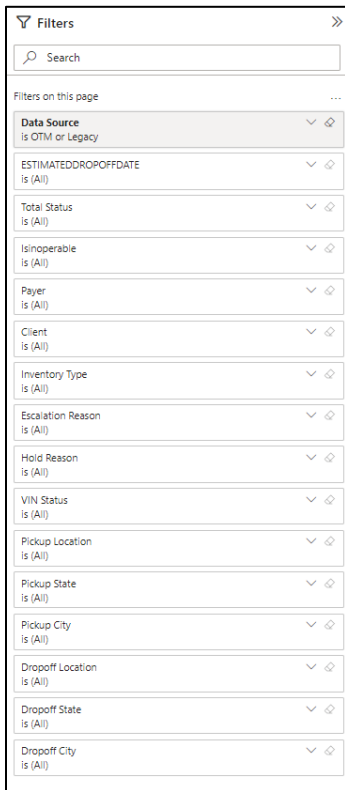 Filters
Search
Filters on this page
Data Source
is OTM or Legacy
ESTIMATEDDROPOFFDATE
is (All)
Total Status
is (All)
Isinoperable
is (All)
Payer
is (All)
Client
is (All)
Inventory Type
is (All)
Escalation Reason
is (All)
Hold Reason
is (All)
VIN Status
is (All)
Pickup Location
is (All)
Pickup State
is (All)
Pickup City
is (All)
Dropoff Location
is (All)
Dropoff State
is (All)
Dropoff City
is (All)